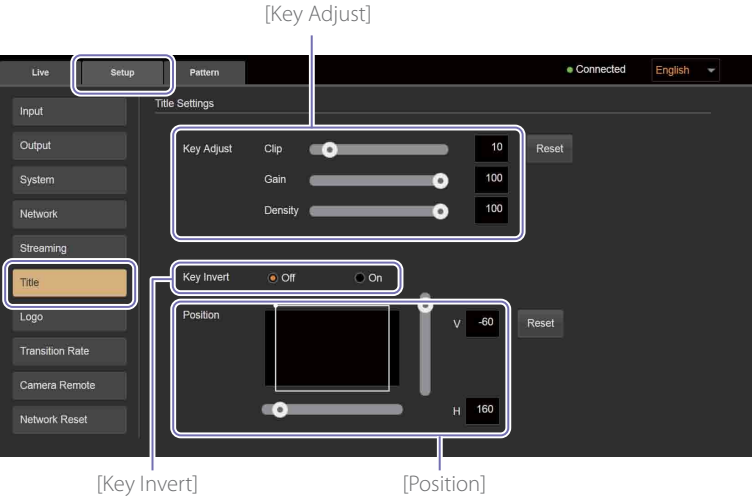 [Key Adjust]
Live Setup Pattern Connected English
Input
Title Settings
Output
Key Adjust Clip 10 Reset
System
Gain 100
Network
Density 100
Streaming
Title
Key Invert Off On
Logo
Position V -60 Reset
Transition Rate
Camera Remote
H 160
Network Reset
[Key Invert] [Position]